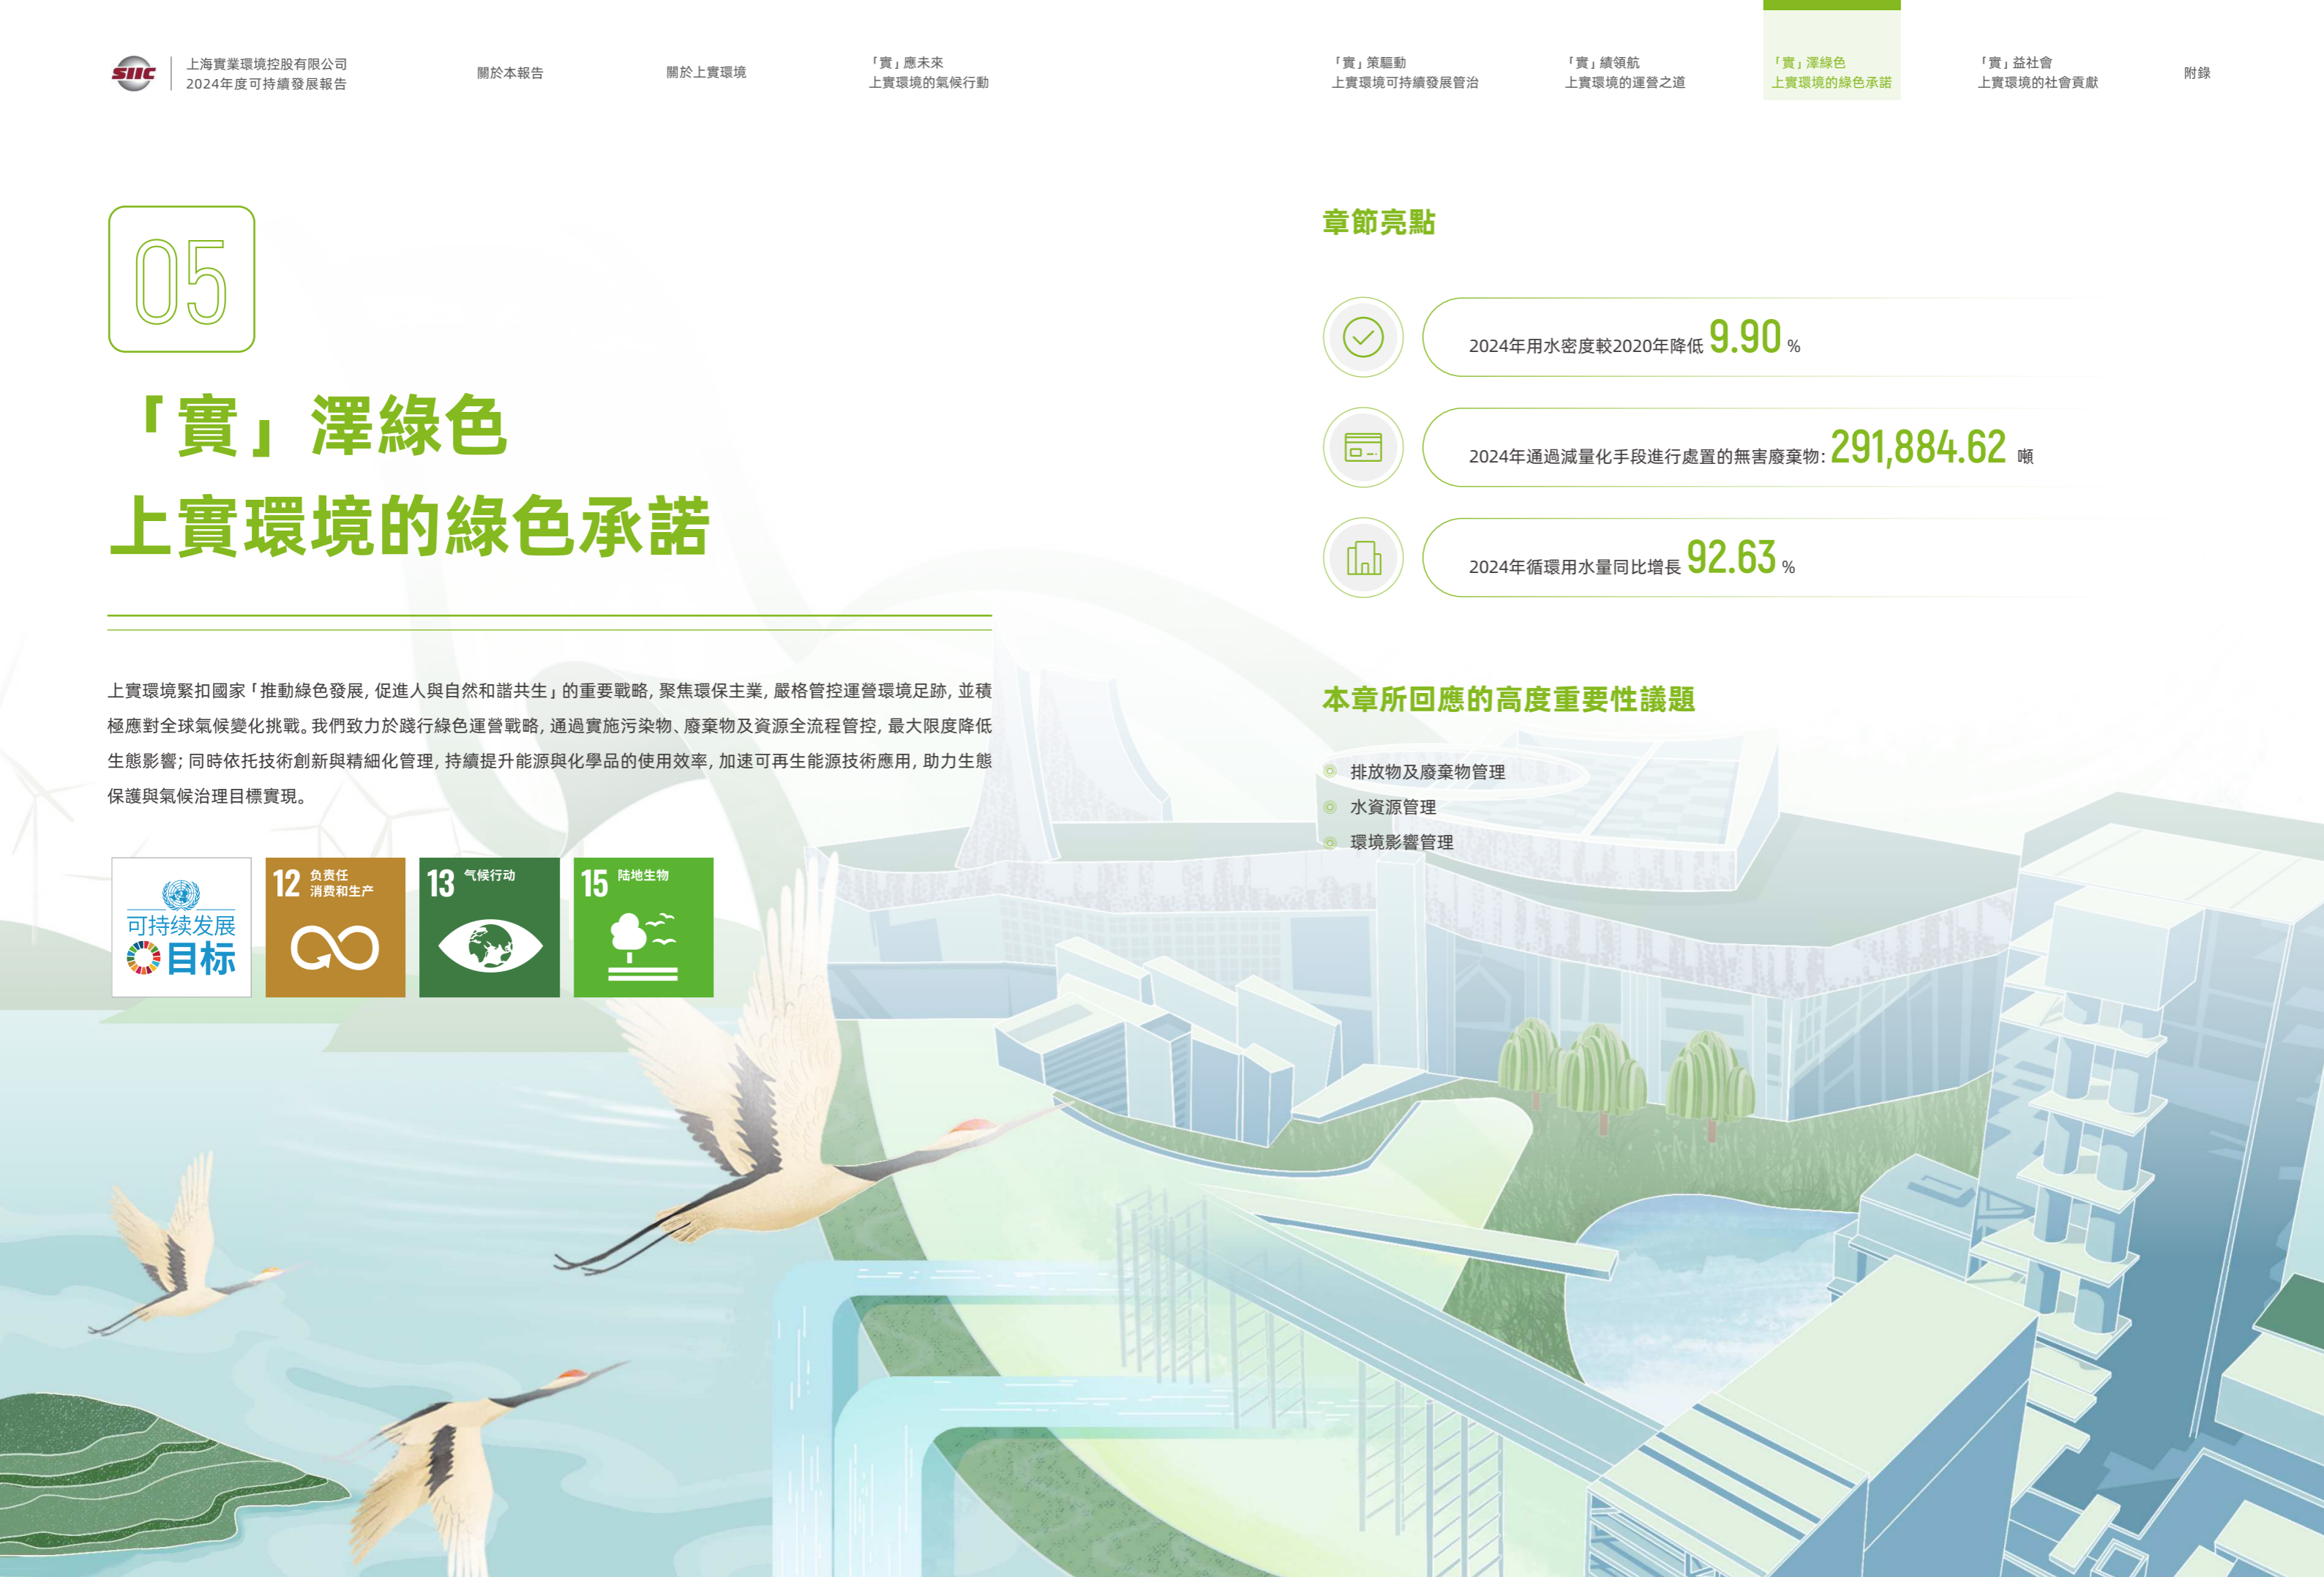 SIIC
上海實業環境控股有限公司
2024年度可持續發展報告
關於本報告
關於上實環境
「實」應未來
上實環境的氣候行動
「實」策驅動
上實環境可持續發展管治
「實」績領航
上實環境的運營之道
「實」澤綠色
上實環境的綠色承諾
「實」益社會
上實環境的社會貢獻
附錄
05
「實」澤綠色
上實環境的綠色承諾
上實環境緊扣國家「推動綠色發展,促進人與自然和諧共生」的重要戰略,聚焦環保主業,嚴格管控運營環境足跡,並積
極應對全球氣候變化挑戰。我們致力於踐行綠色運營戰略,通過實施污染物、廢棄物及資源全流程管控,最大限度降低
生態影響;同時依托技術創新與精細化管理,持續提升能源與化學品的使用效率,加速可再生能源技術應用,助力生態
保護與氣候治理目標實現。
可持续发展
目标
12 负责任
消费和生产
13 气候行动
15 陆地生物
章節亮點
2024年用水密度較2020年降低 9.90 %
2024年通過減量化手段進行處置的無害廢棄物: 291,884.62 噸
2024年循環用水量同比增長 92.63 %
本章所回應的高度重要性議題
排放物及廢棄物管理
水資源管理
環境影響管理